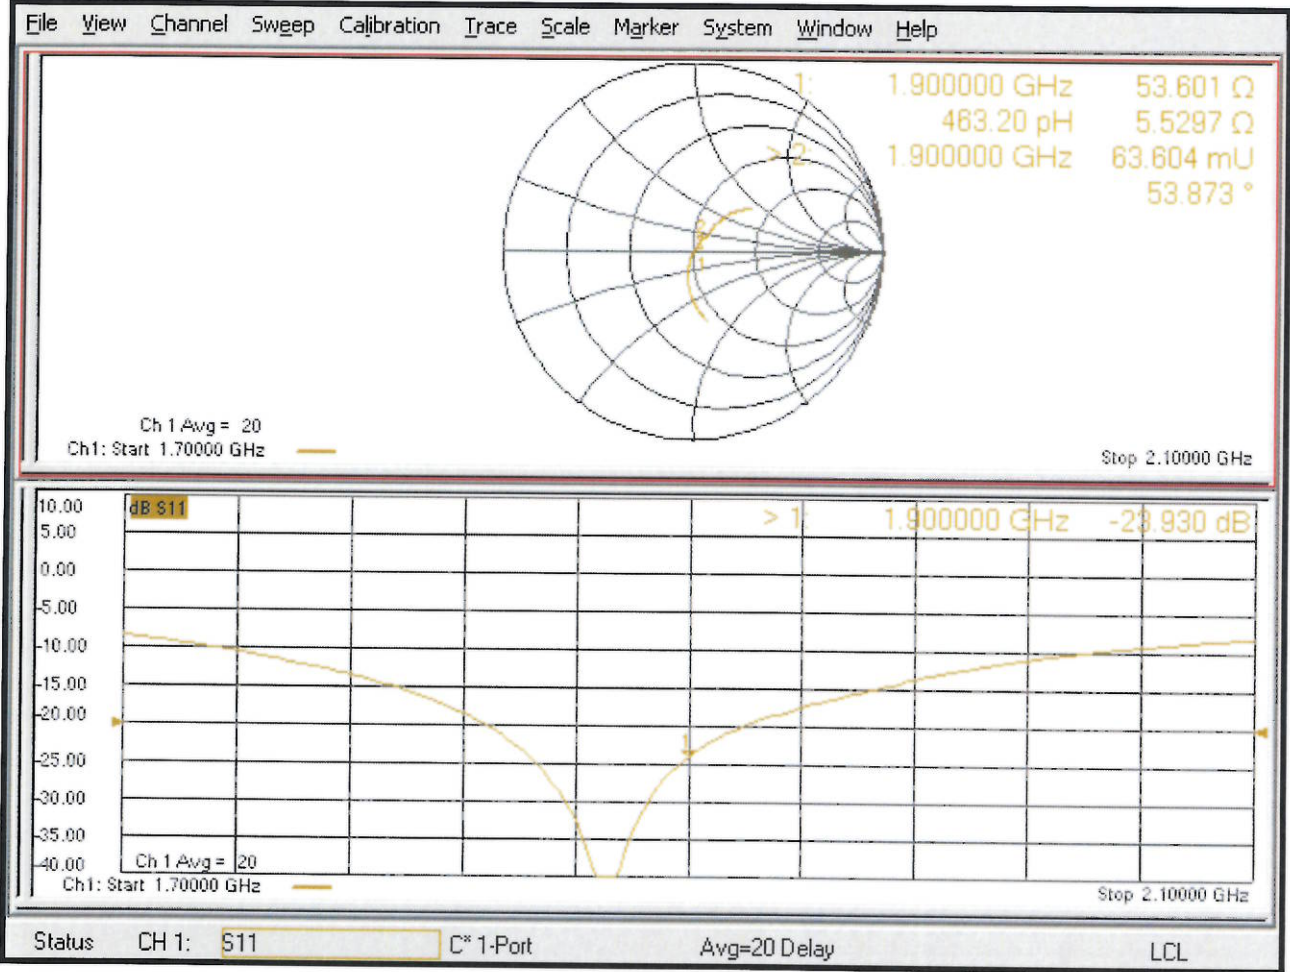 File View Channel Sweep Calibration Trace Scale Marker System Window Help
1: 1.900000 GHz 53.601 Ω
463.20 pH 5.5297 Ω
> 2: 1.900000 GHz 63.604 mU
53.873 °
2
1
Ch 1 Avg = 20
Ch1: Start 1.70000 GHz
Stop 2.10000 GHz
10.00
dB S11
> 1: 1.900000 GHz -23.930 dB
5.00
0.00
-5.00
-10.00
-15.00
-20.00
1
-25.00
-30.00
-35.00
-40.00
Ch 1 Avg = 20
Ch1: Start 1.70000 GHz
Stop 2.10000 GHz
Status CH 1: S11 C* 1-Port Avg=20 Delay LCL